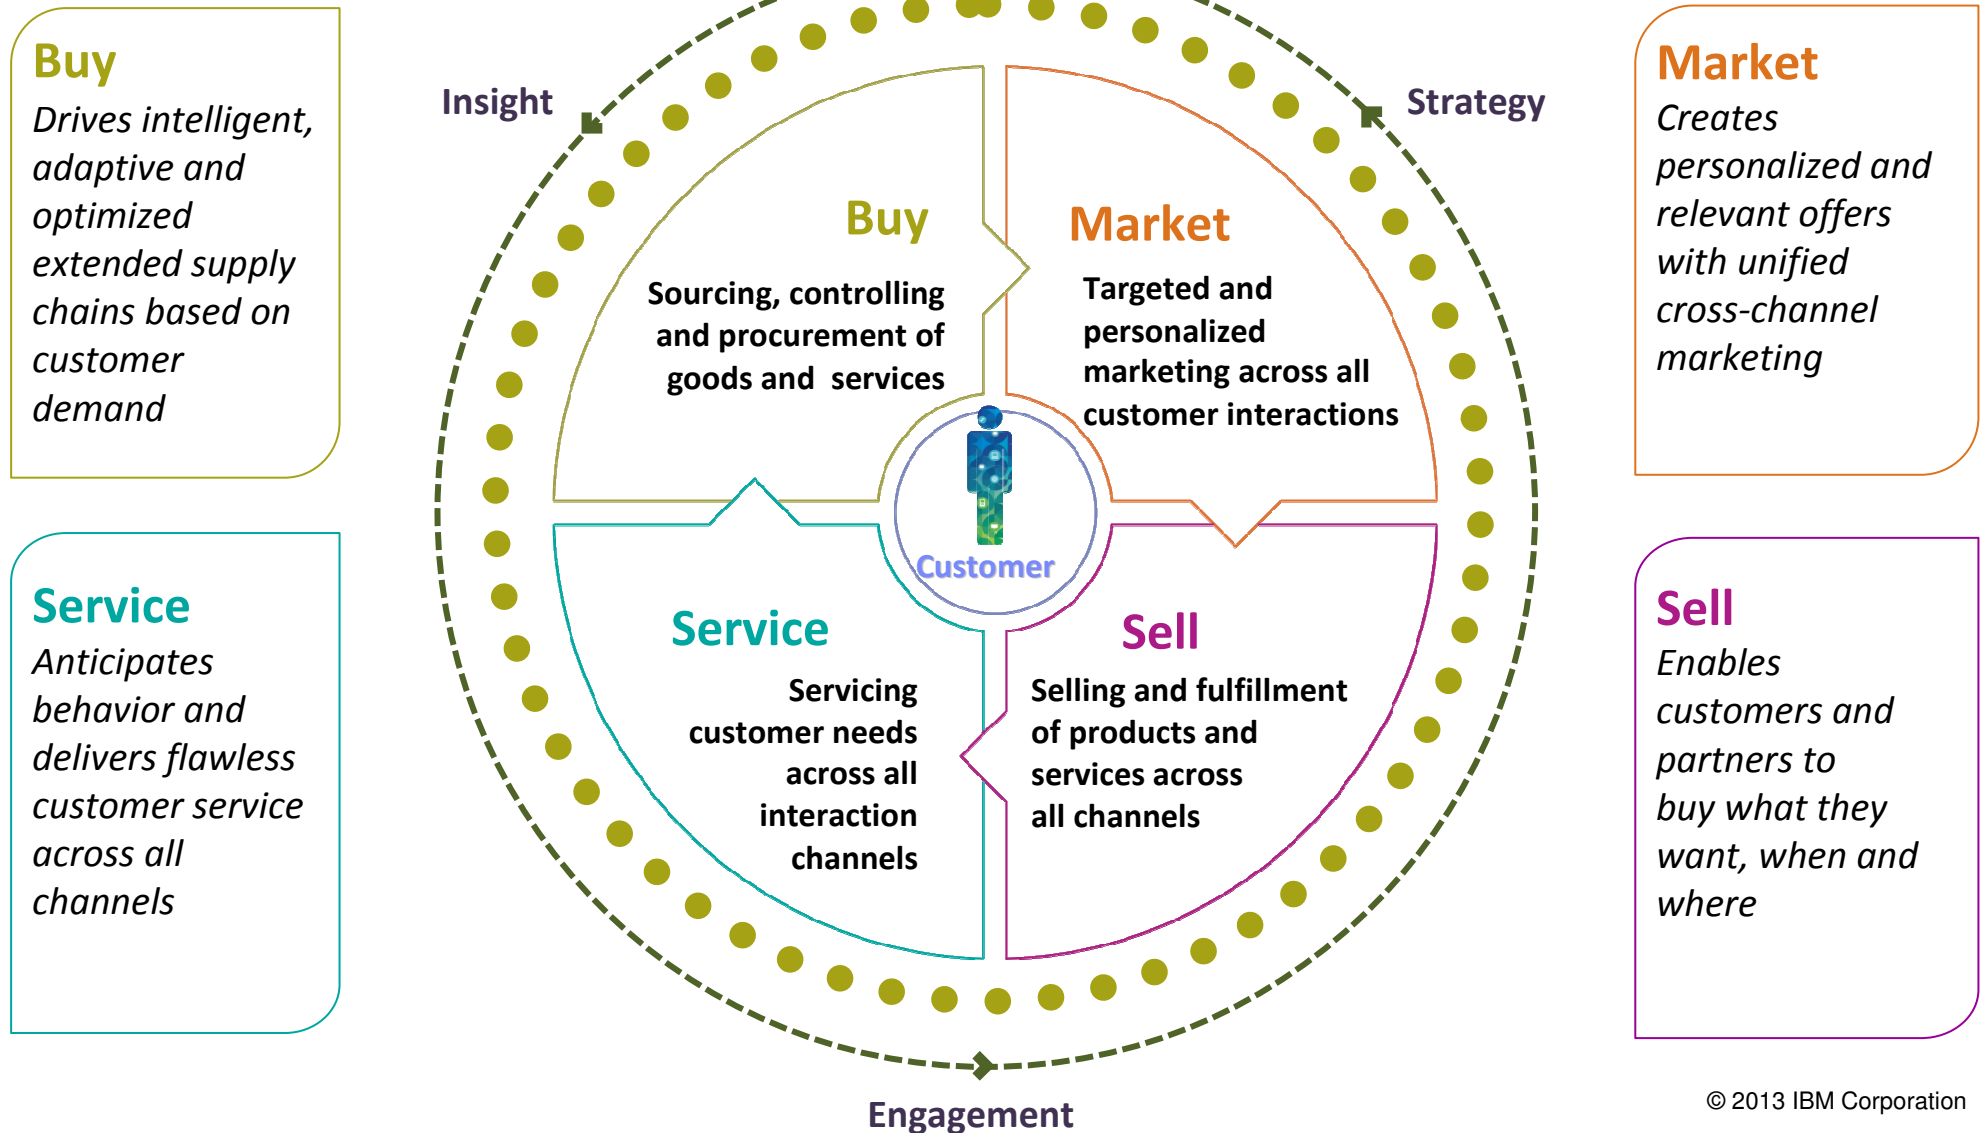 Buy
Drives intelligent,
adaptive and
optimized
extended supply
chains based on
customer
demand
Service
Anticipates
behavior and
delivers flawless
customer service
across all
channels
Insight
Strategy
Buy
Sourcing, controlling
and procurement of
goods and services
Market
Targeted and
personalized
marketing across all
customer interactions
Customer
Service
Servicing
customer needs
across all
interaction
channels
Sell
Selling and fulfillment
of products and
services across
all channels
Engagement
Market
Creates
personalized and
relevant offers
with unified
cross-channel
marketing
Sell
Enables
customers and
partners to
buy what they
want, when and
where
© 2013 IBM Corporation